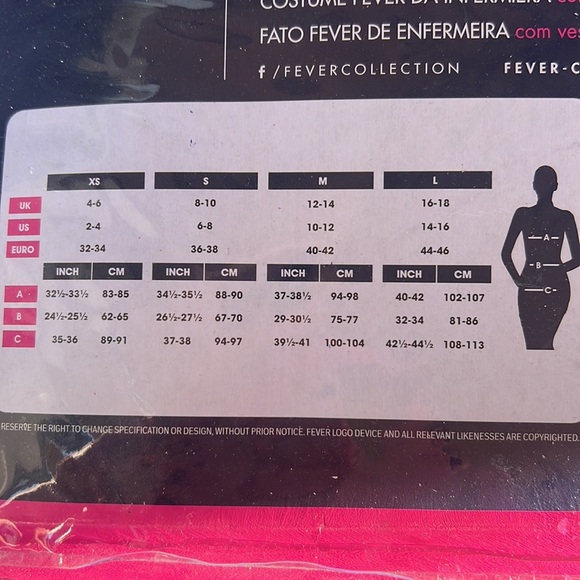 COSTUME FEVER DA INFERMIERA
FATO FEVER DE ENFERMEIRA com ves
f /FEVERCOLLECTION FEVER-C
XS S M L
UK 4-6 8-10 12-14 16-18
US 2-4 6-8 10-12 14-16
EURO 32-34 36-38 40-42 44-46
INCH CM INCH CM INCH CM INCH CM
A 32½-33½ 83-85 34½-35½ 88-90 37-38½ 94-98 40-42 102-107
B 24½-25½ 62-65 26½-27½ 67-70 29-30½ 75-77 32-34 81-86
C 35-36 89-91 37-38 94-97 39½-41 100-104 42½-44½ 108-113
A
B
C
RESERVE THE RIGHT TO CHANGE SPECIFICATION OR DESIGN, WITHOUT PRIOR NOTICE. FEVER LOGO DEVICE AND ALL RELEVANT LIKENESSES ARE COPYRIGHTED.